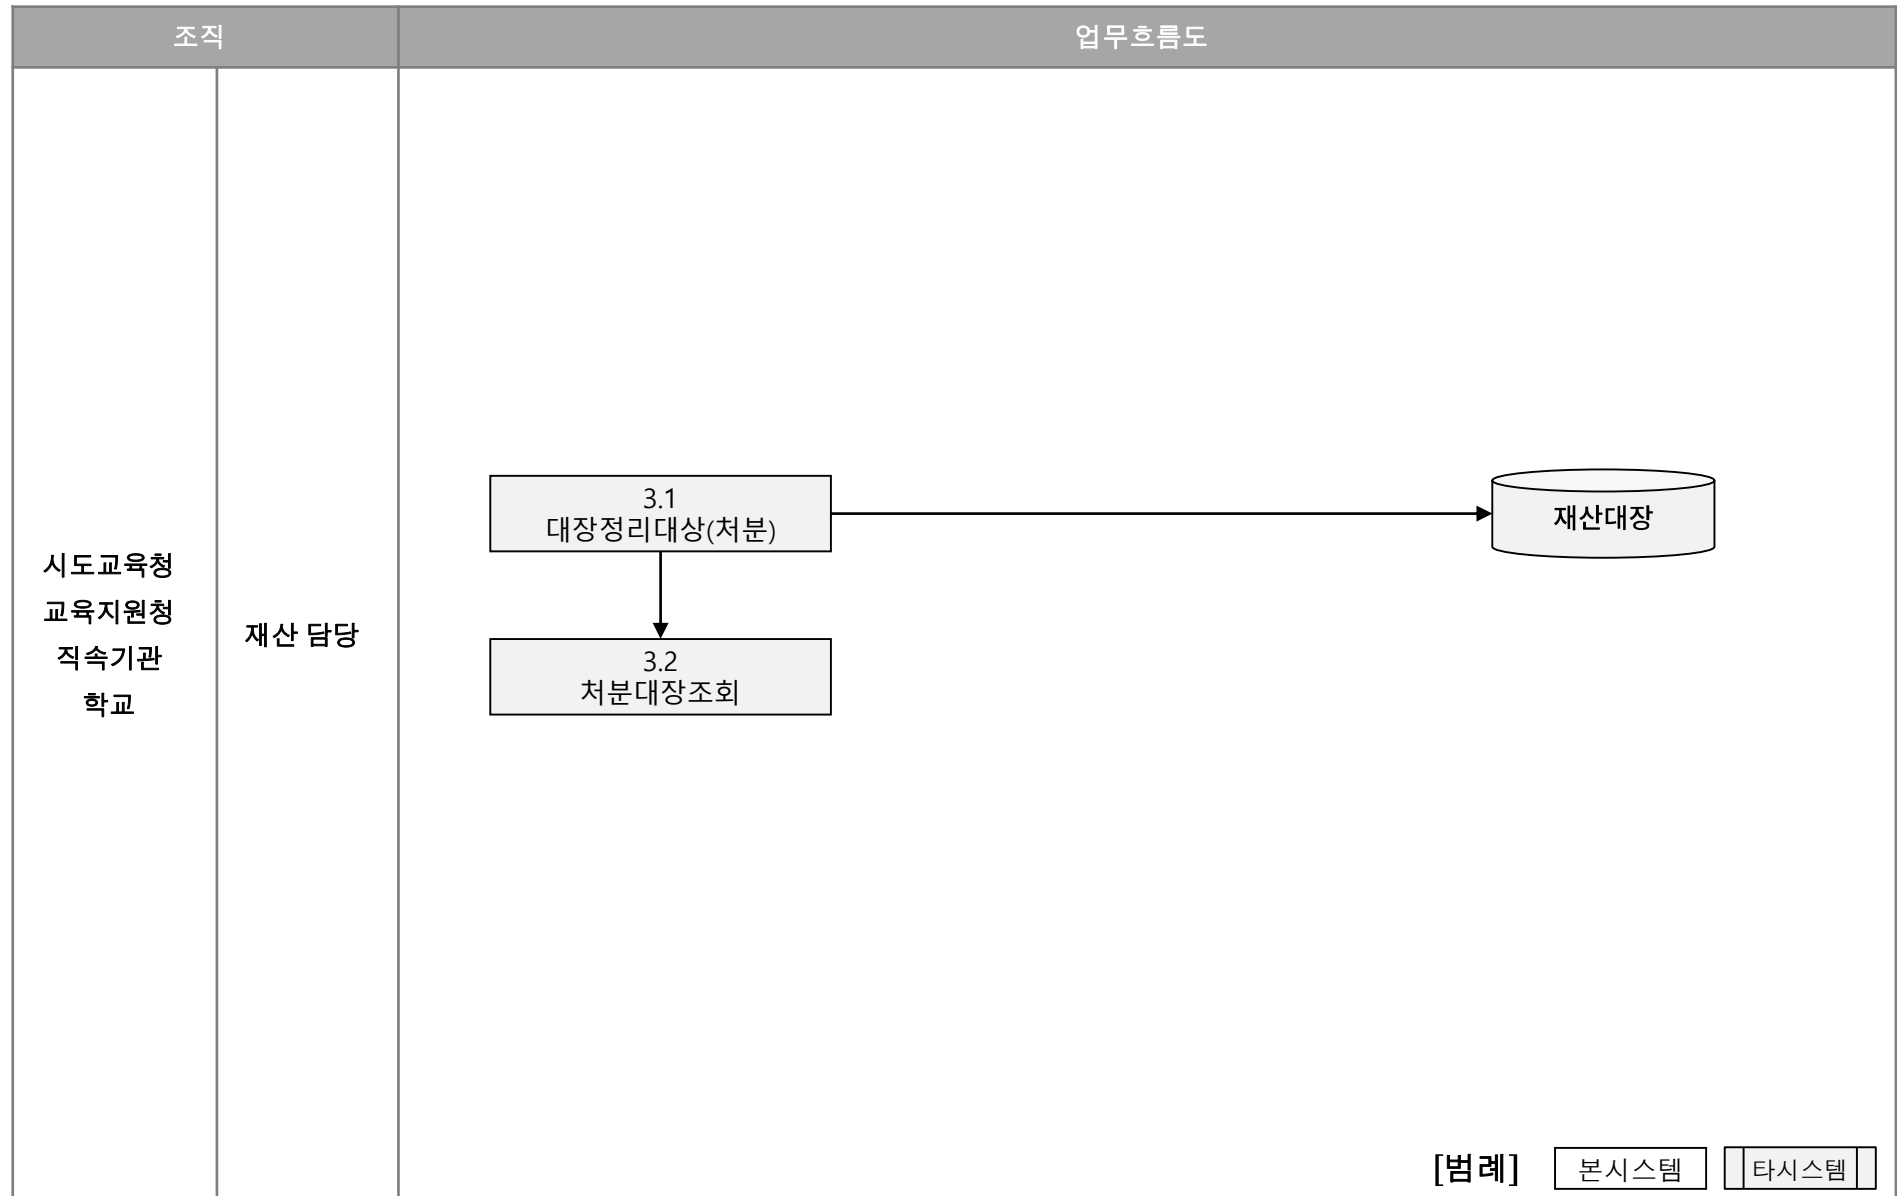 조직
업무흐름도
시도교육청
교육지원청
직속기관
학교
재산 담당
3.1
대장정리대상(처분)
재산대장
3.2
처분대장조회
[범례]
본시스템
타시스템